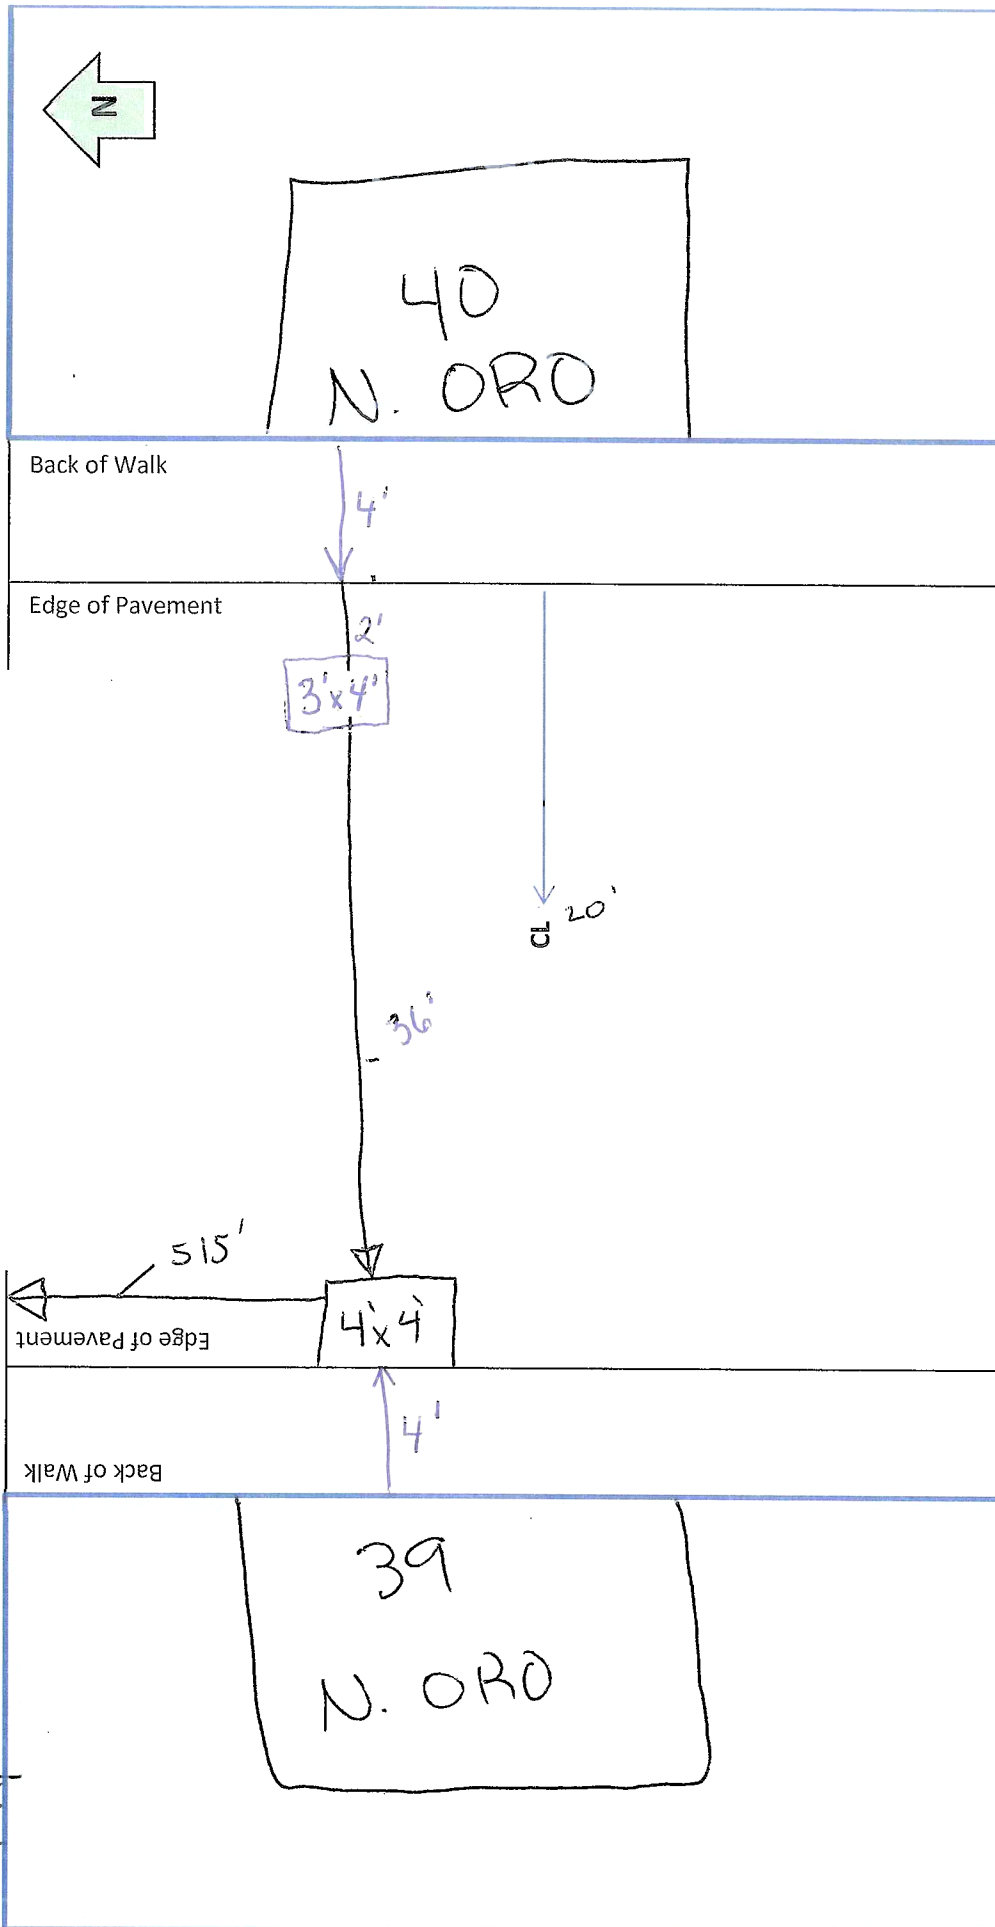 N
40
N. ORO
Back of Walk
4'
Edge of Pavement
2'
3'x4'
CL 20'
36'
515'
4'x4'
Edge of Pavement
4'
Back of Walk
39
N. ORO